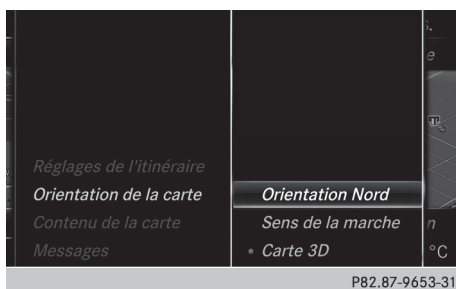 s.
e
Réglages de l'itinéraire
Orientation de la carte
Orientation Nord
Contenu de la carte
Sens de la marche
n
Messages
• Carte 3D
°C
P82.87-9653-31